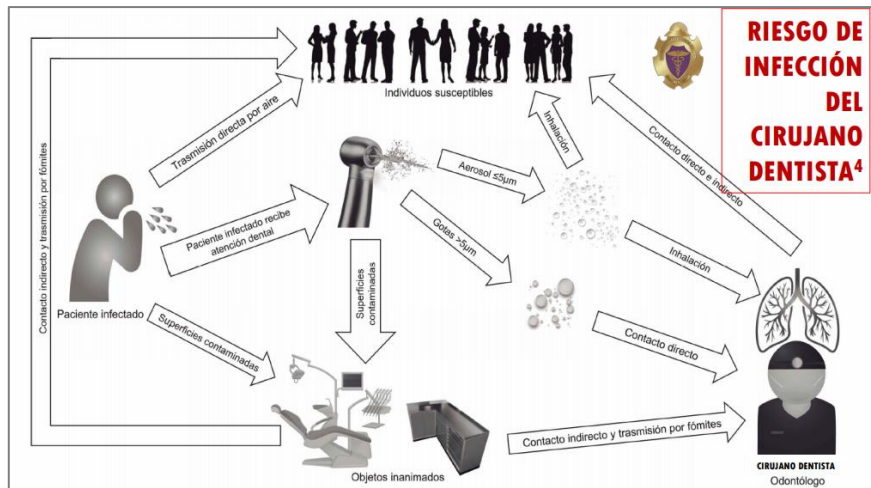 RIESGO DE
INFECCIÓN
DEL
CIRUJANO
DENTISTA⁴
Individuos susceptibles
Trasmisión directa por aire
Contacto directo e indirecto
Inhalación
Aerosol ≤5µm
Gotas >5µm
Paciente infectado recibe
atención dental
Contacto indirecto y trasmisión por fómites
Paciente infectado
Superficies contaminadas
Superficies
contaminadas
Inhalación
Contacto directo
Contacto indirecto y trasmisión por fómites
Objetos inanimados
CIRUJANO DENTISTA
Odontólogo